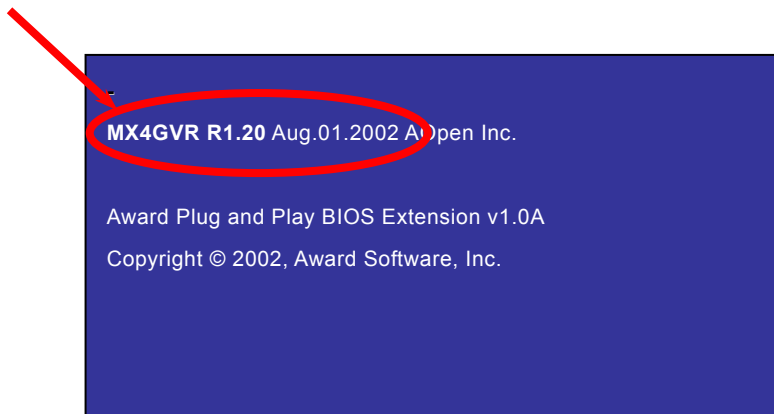 MX4GVR R1.20 Aug.01.2002 AOpen Inc.
Award Plug and Play BIOS Extension v1.0A
Copyright © 2002, Award Software, Inc.